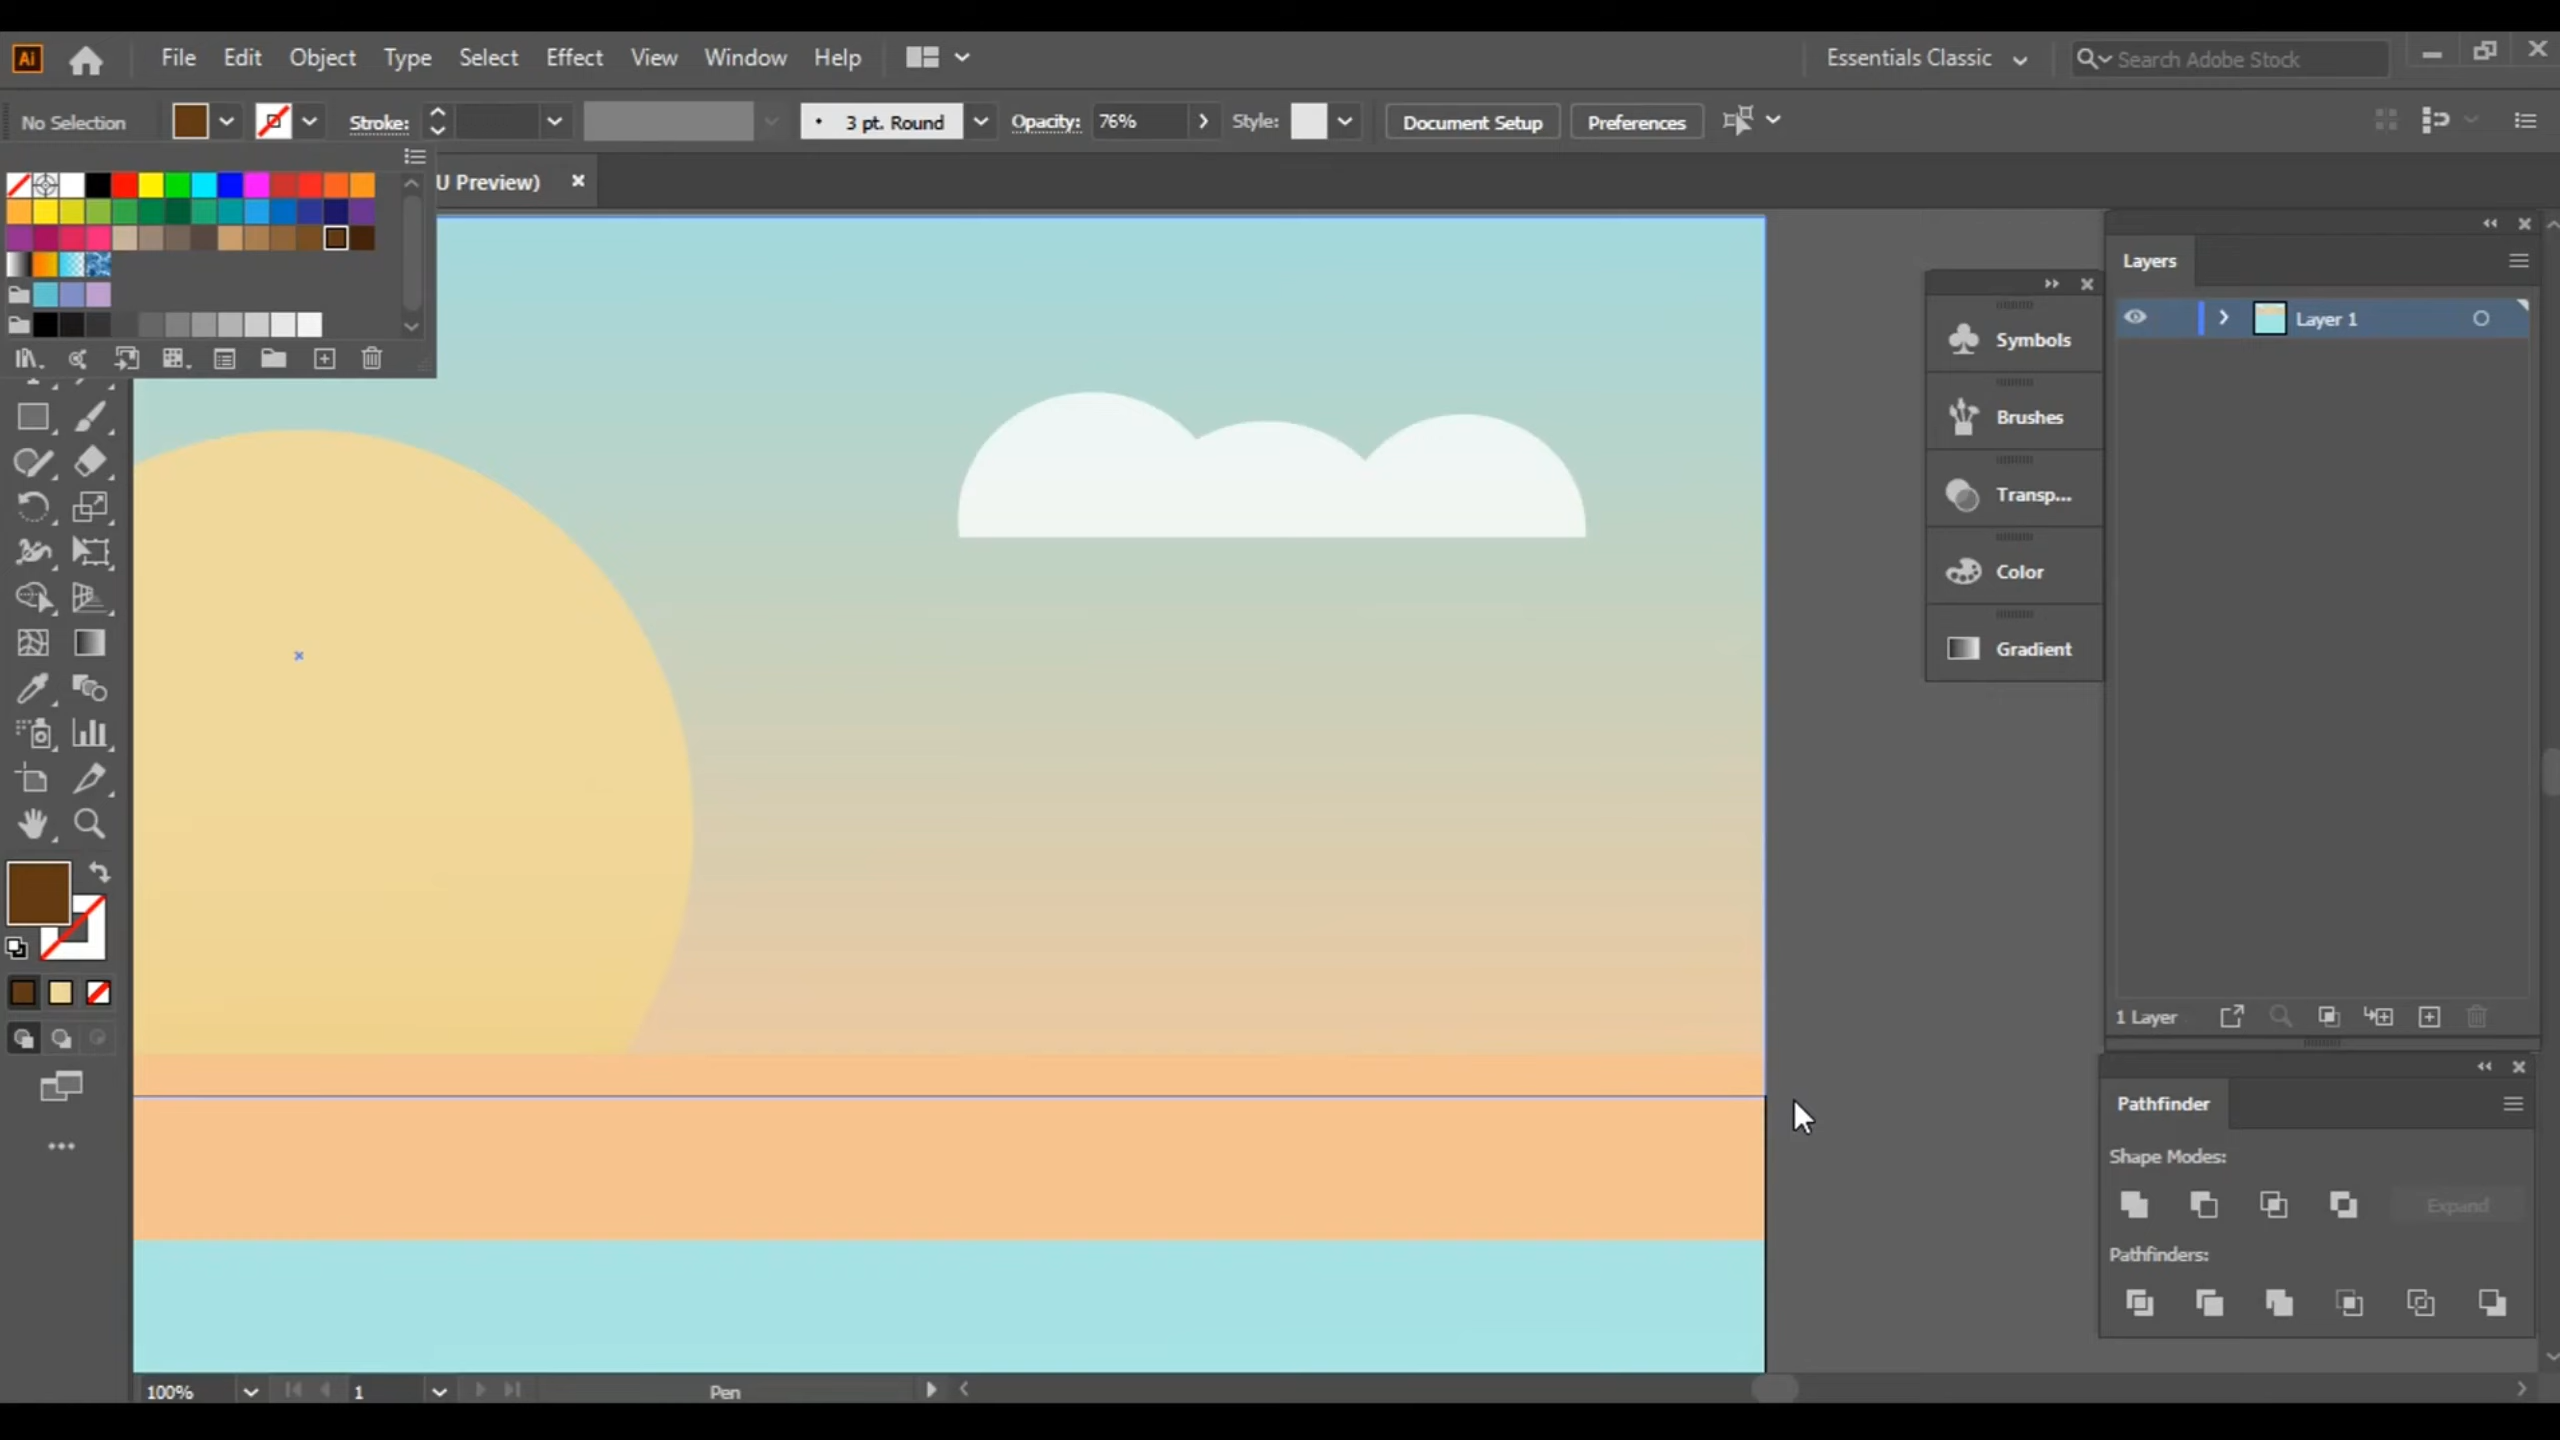 Ai File Edit Object Type Select Effect View Window Help Essentials Classic Search Adobe Stock
No Selection Stroke: 3 pt. Round Opacity: 76% Style: Document Setup Preferences
U Preview)
Layers
Layer 1
Symbols
Brushes
Transp...
Color
Gradient
1 Layer
Pathfinder
Shape Modes:
Expand
Pathfinders:
100% 1 Pen